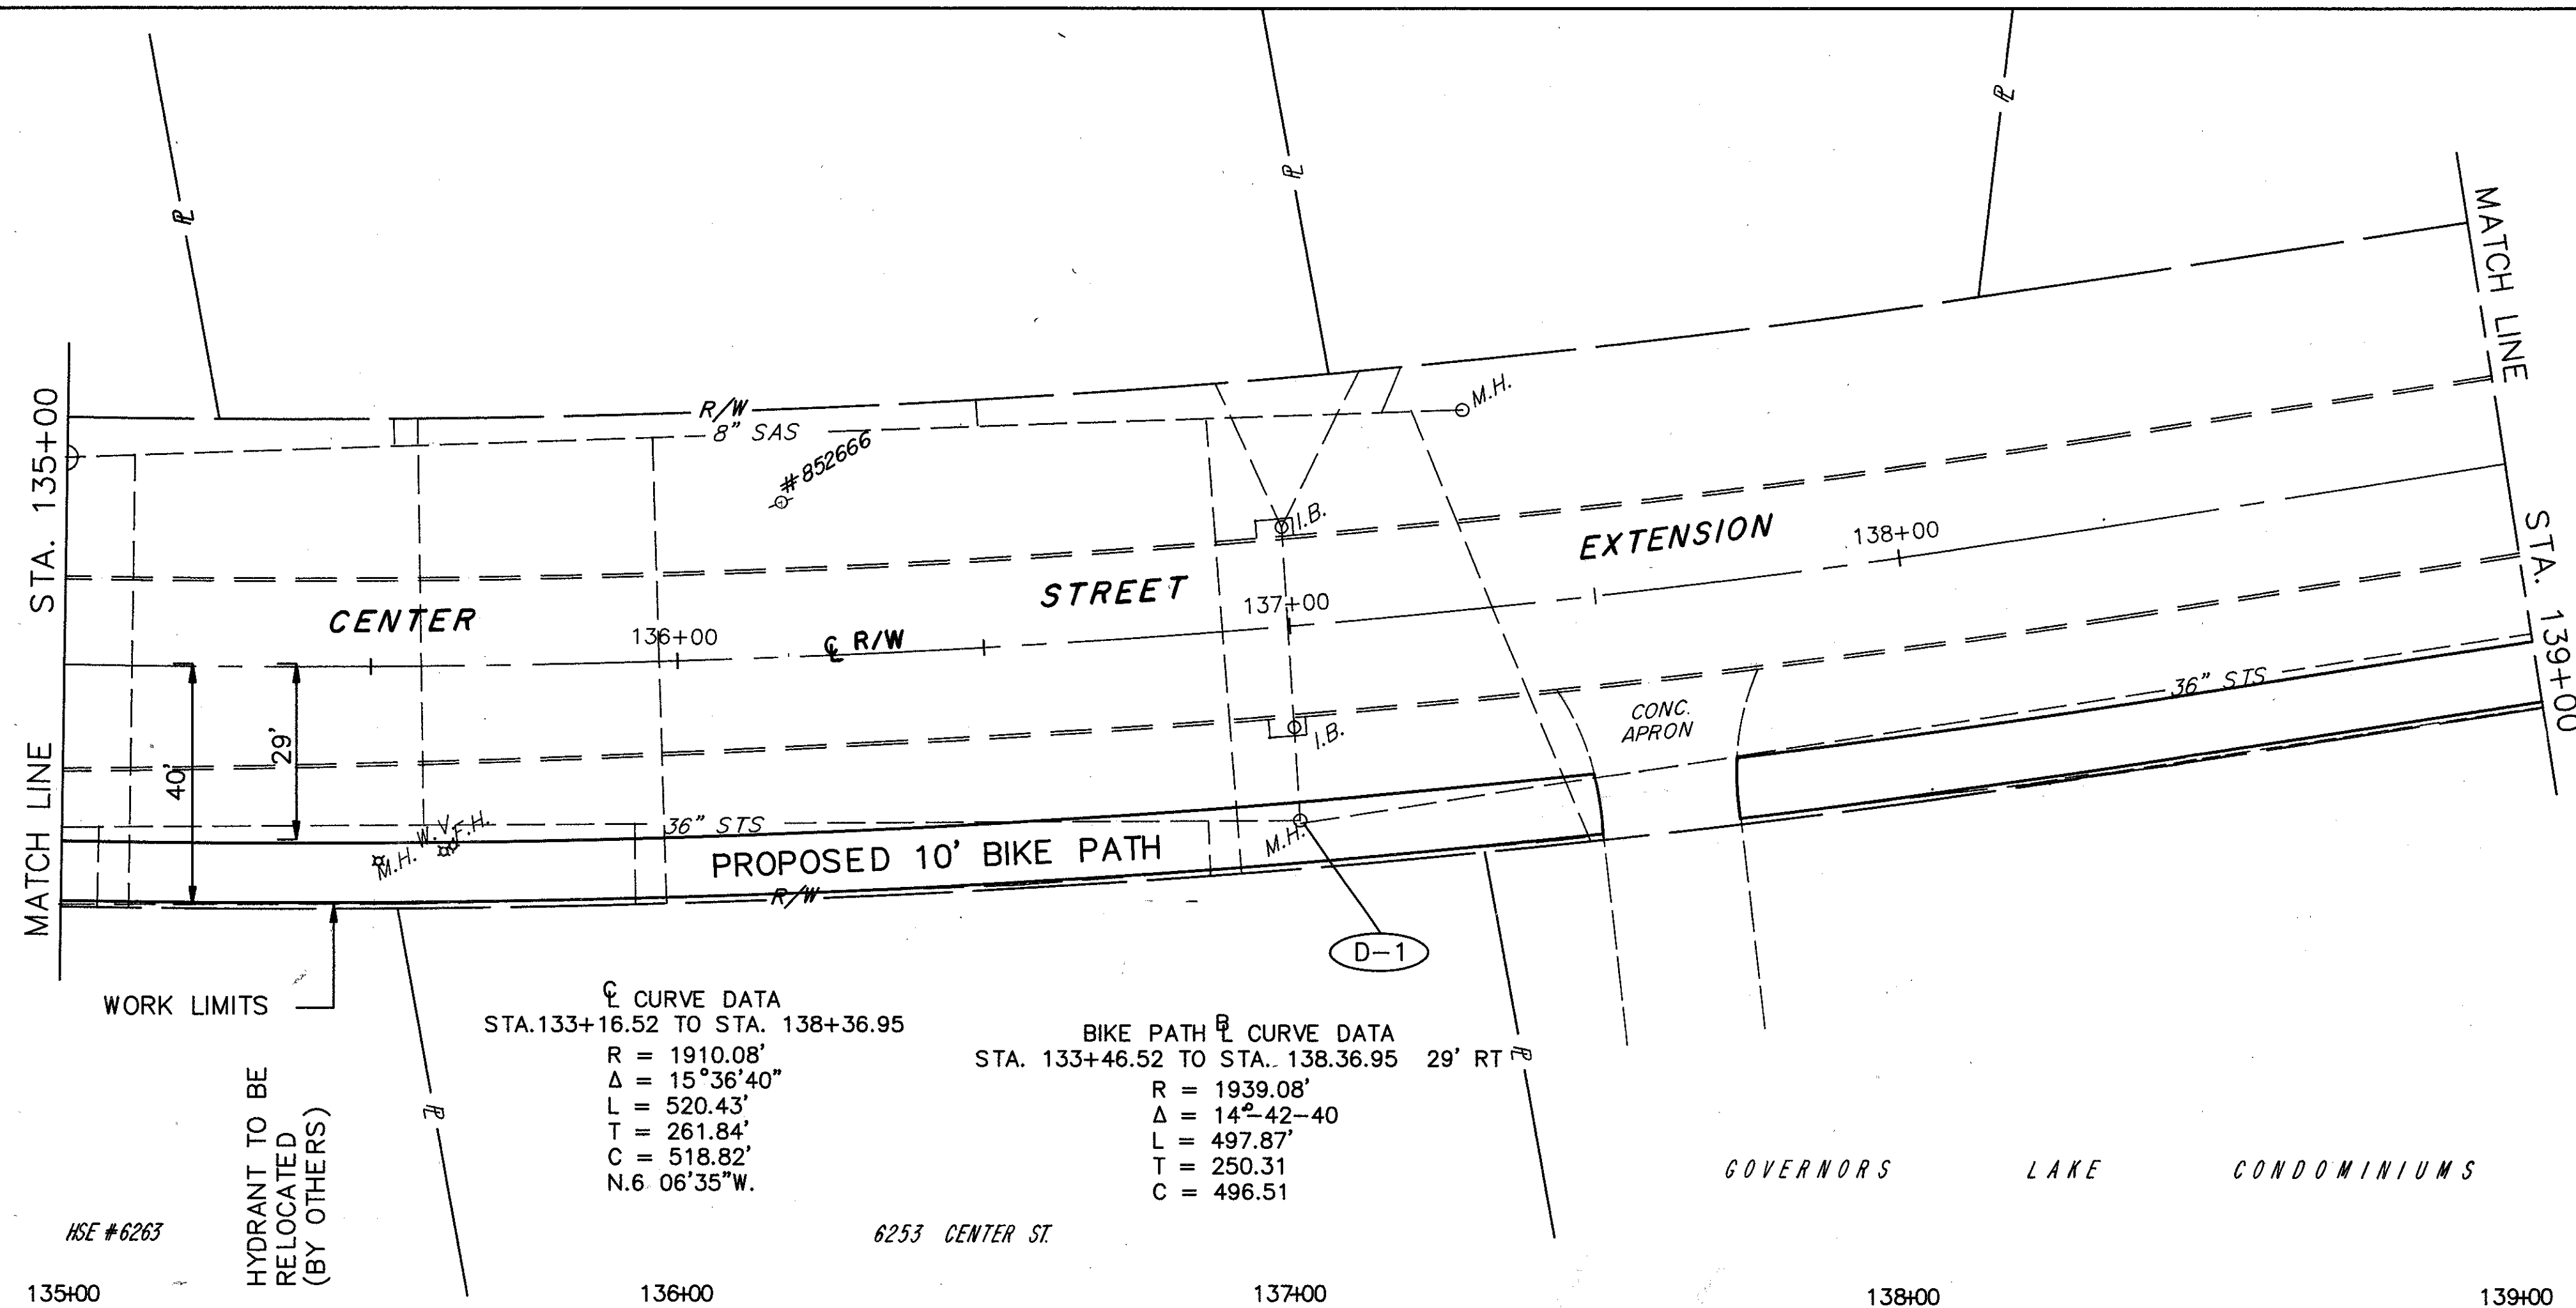 ℄
℄
℄
MATCH LINE
STA. 135+00
MATCH LINE
STA. 139+00
R/W
8" SAS
#852666
M.H.
I.B.
CENTER
STREET
EXTENSION
136+00
℄ R/W
137+00
138+00
40'
29'
I.B.
CONC.
APRON
36" STS
M.H.
W.V.
F.H.
36" STS
PROPOSED 10' BIKE PATH
M.H.
R/W
D-1
WORK LIMITS
HYDRANT TO BE
RELOCATED
(BY OTHERS)
℄ CURVE DATA
STA.133+16.52 TO STA. 138+36.95
R = 1910.08'
Δ = 15°36'40"
L = 520.43'
T = 261.84'
C = 518.82'
N.6 06'35"W.
BIKE PATH BL CURVE DATA
STA. 133+46.52 TO STA. 138.36.95 29' RT
R = 1939.08'
Δ = 14°-42-40
L = 497.87'
T = 250.31
C = 496.51
GOVERNORS LAKE CONDOMINIUMS
HSE #6263
6253 CENTER ST.
135+00
136+00
137+00
138+00
139+00